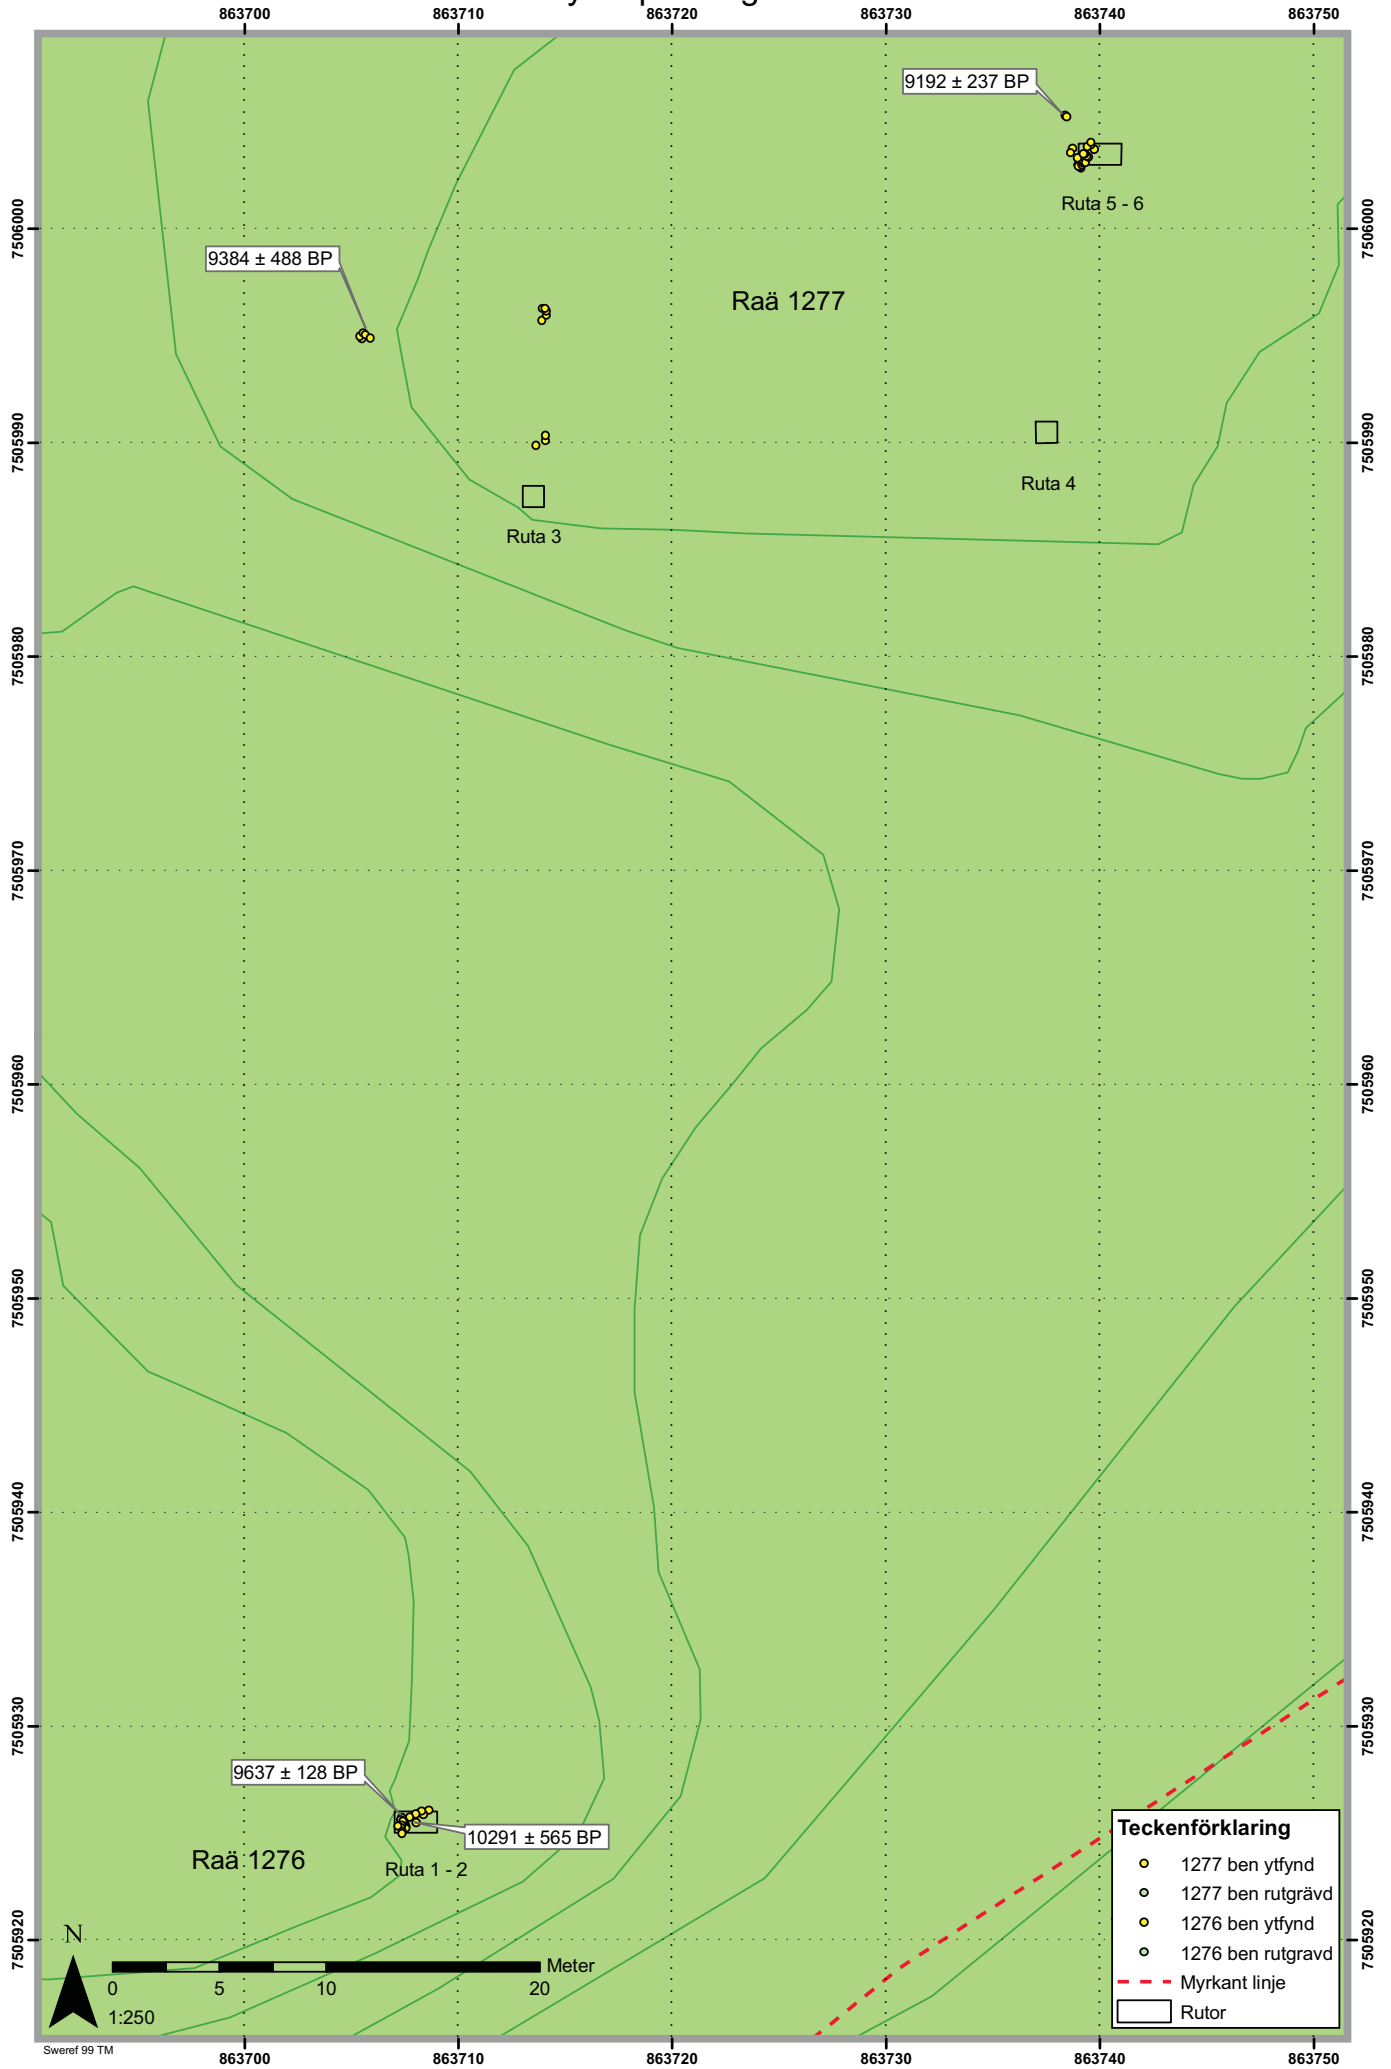 863700 863710 863720 863730 863740 863750
9192 ± 237 BP
Ruta 5 - 6
7506000 7506000
9384 ± 488 BP
Raä 1277
7505990 7505990
Ruta 4
Ruta 3
7505980 7505980
7505970 7505970
7505960 7505960
7505950 7505950
7505940 7505940
7505930 7505930
9637 ± 128 BP
10291 ± 565 BP
Raä 1276
Ruta 1 - 2
7505920 7505920
Teckenförklaring
1277 ben ytfynd
1277 ben rutgrävd
1276 ben ytfynd
1276 ben rutgravd
Myrkant linje
Rutor
N
Meter
0 5 10 20
1:250
Sweref 99 TM
863700 863710 863720 863730 863740 863750